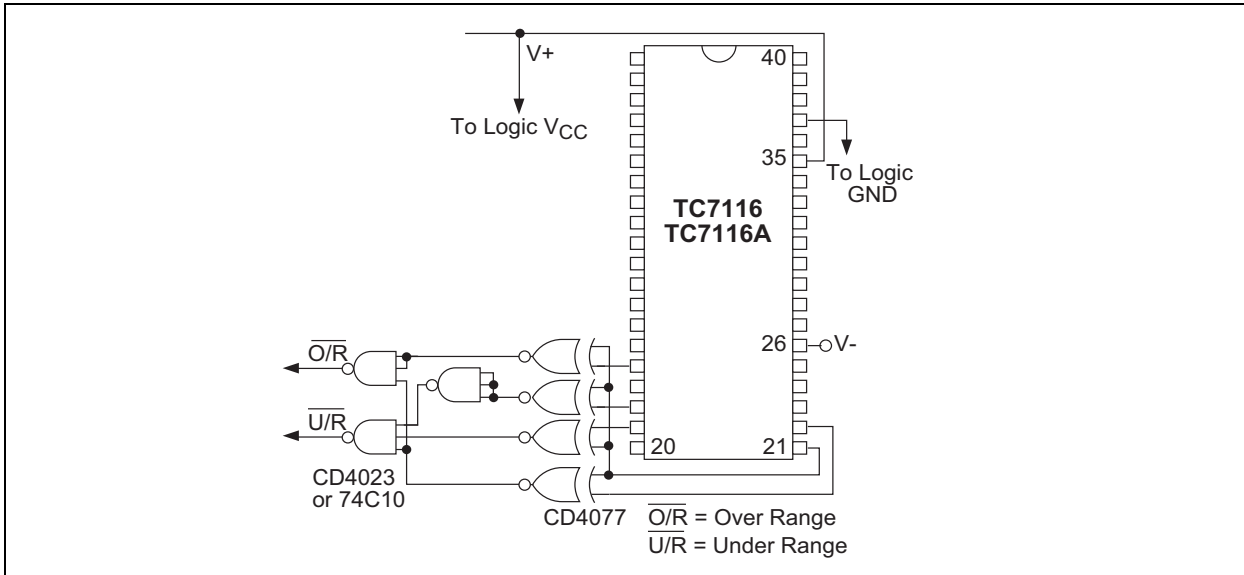 V+
To Logic VCC
40
35
To Logic
GND
TC7116
TC7116A
26
V-
O/R
U/R
20
21
CD4023
or 74C10
CD4077
O/R = Over Range
U/R = Under Range